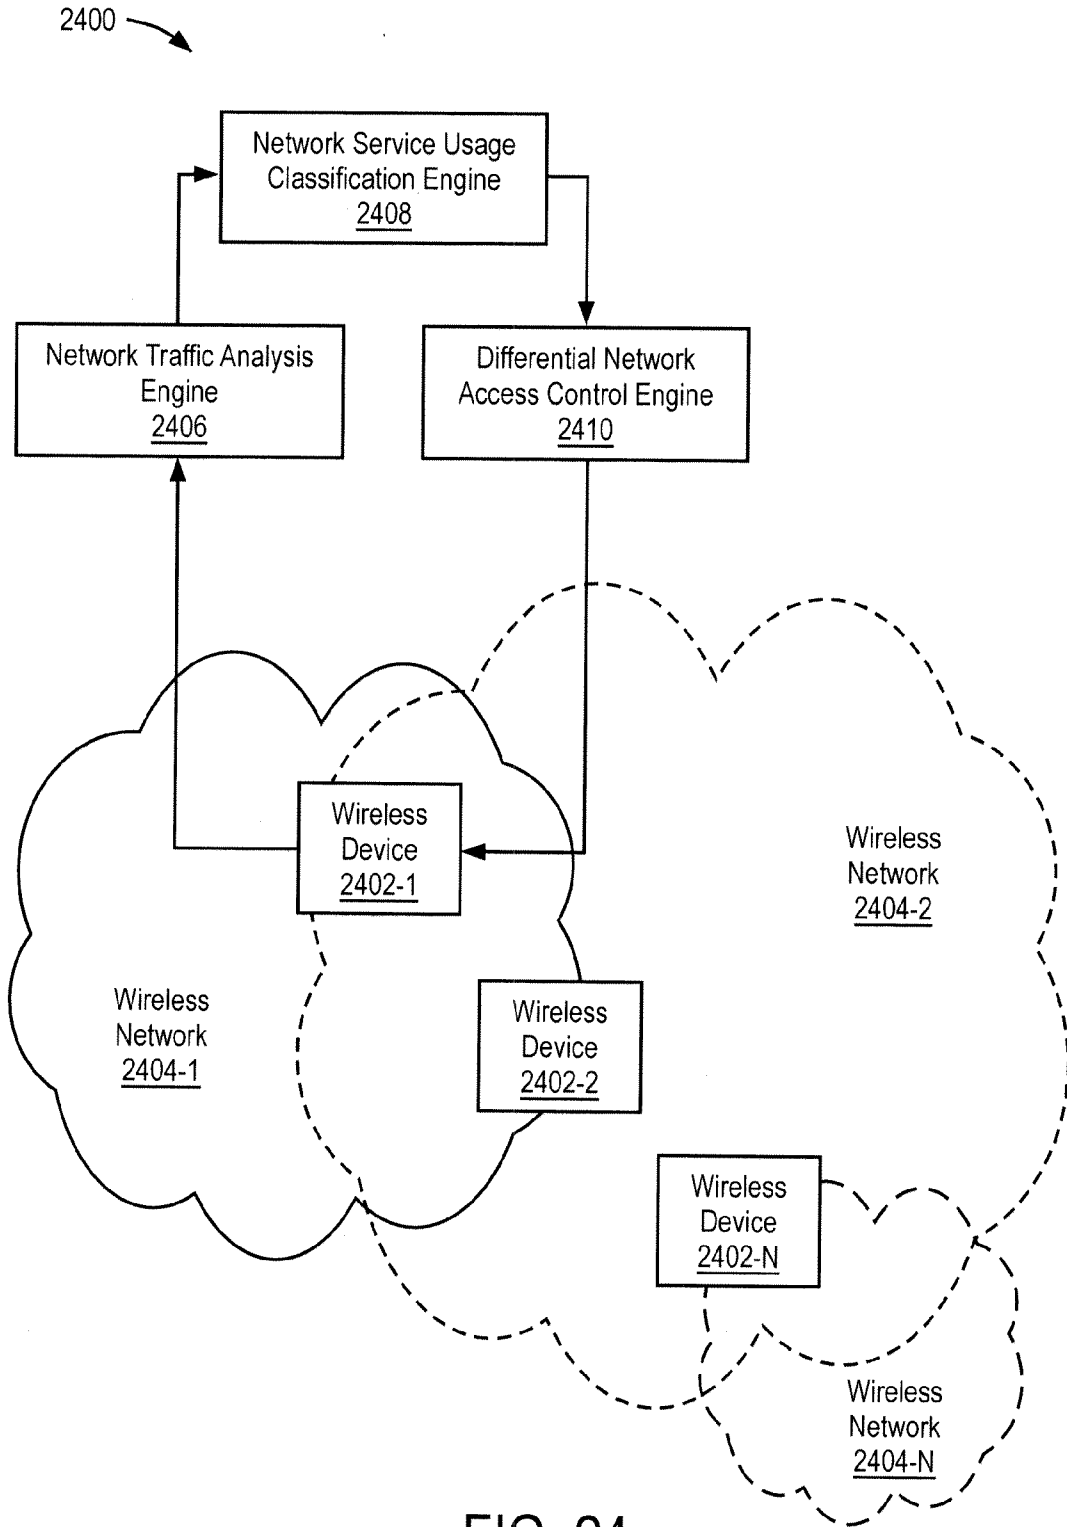 2400
Network Service Usage
Classification Engine
2408
Network Traffic Analysis
Engine
2406
Differential Network
Access Control Engine
2410
Wireless
Device
2402-1
Wireless
Network
2404-2
Wireless
Network
2404-1
Wireless
Device
2402-2
Wireless
Device
2402-N
Wireless
Network
2404-N
FIG. 24